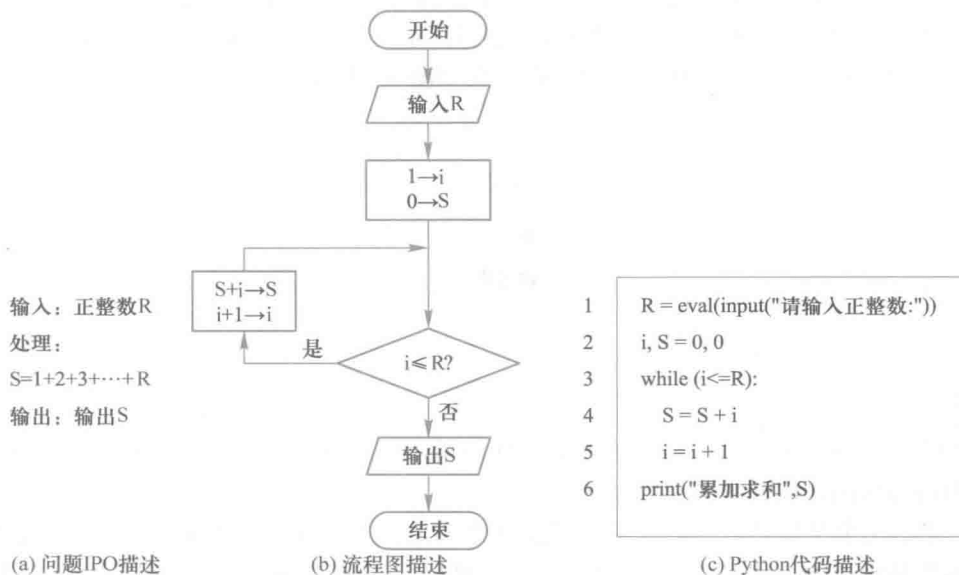 开始
输入R
1→i
0→S
S+i→S
i+1→i
是
i≤R?
否
输出S
结束
输入：正整数R
处理：
S=1+2+3+⋯+R
输出：输出S
1 R = eval(input("请输入正整数:"))
2 i, S = 0, 0
3 while (i<=R):
4 S = S + i
5 i = i + 1
6 print("累加求和",S)
(a) 问题IPO描述
(b) 流程图描述
(c) Python代码描述